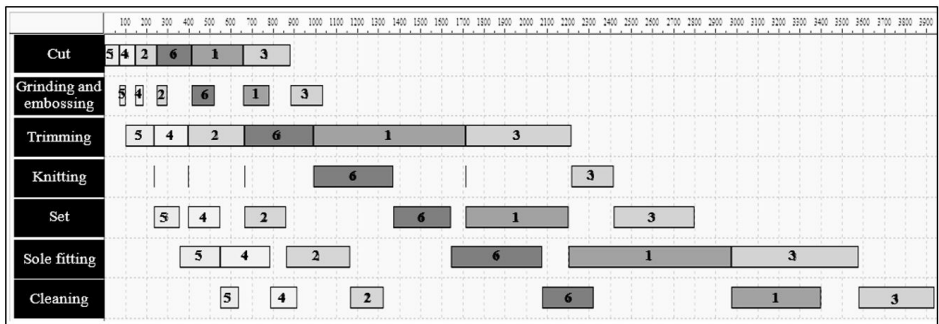 100 200 300 400 500 600 700 800 900 1000 1100 1200 1300 1400 1500 1600 1700 1800 1900 2000 2100 2200 2300 2400 2500 2600 2700 2800 2900 3000 3100 3200 3300 3400 3500 3600 3700 3800 3900
Cut 5 4 2 6 1 3
Grinding and
embossing 5 4 2 6 1 3
Trimming 5 4 2 6 1 3
Knitting 6 3
Set 5 4 2 6 1 3
Sole fitting 5 4 2 6 1 3
Cleaning 5 4 2 6 1 3